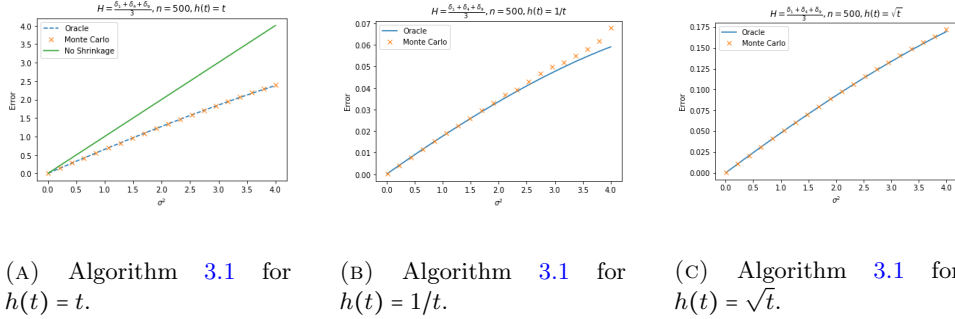 H = (δ₁ + δ₄ + δ₉)/3, n = 500, h(t) = t
Oracle
Monte Carlo
No Shrinkage
Error
4.0
3.5
3.0
2.5
2.0
1.5
1.0
0.5
0.0
0.0 0.5 1.0 1.5 2.0 2.5 3.0 3.5 4.0
σ²
H = (δ₁ + δ₄ + δ₉)/3, n = 500, h(t) = 1/t
Oracle
Monte Carlo
Error
0.07
0.06
0.05
0.04
0.03
0.02
0.01
0.00
0.0 0.5 1.0 1.5 2.0 2.5 3.0 3.5 4.0
σ²
H = (δ₁ + δ₄ + δ₉)/3, n = 500, h(t) = √t
Oracle
Monte Carlo
Error
0.175
0.150
0.125
0.100
0.075
0.050
0.025
0.000
0.0 0.5 1.0 1.5 2.0 2.5 3.0 3.5 4.0
σ²
(A) Algorithm 3.1 for
h(t) = t.
(B) Algorithm 3.1 for
h(t) = 1/t.
(C) Algorithm 3.1 for
h(t) = √t.